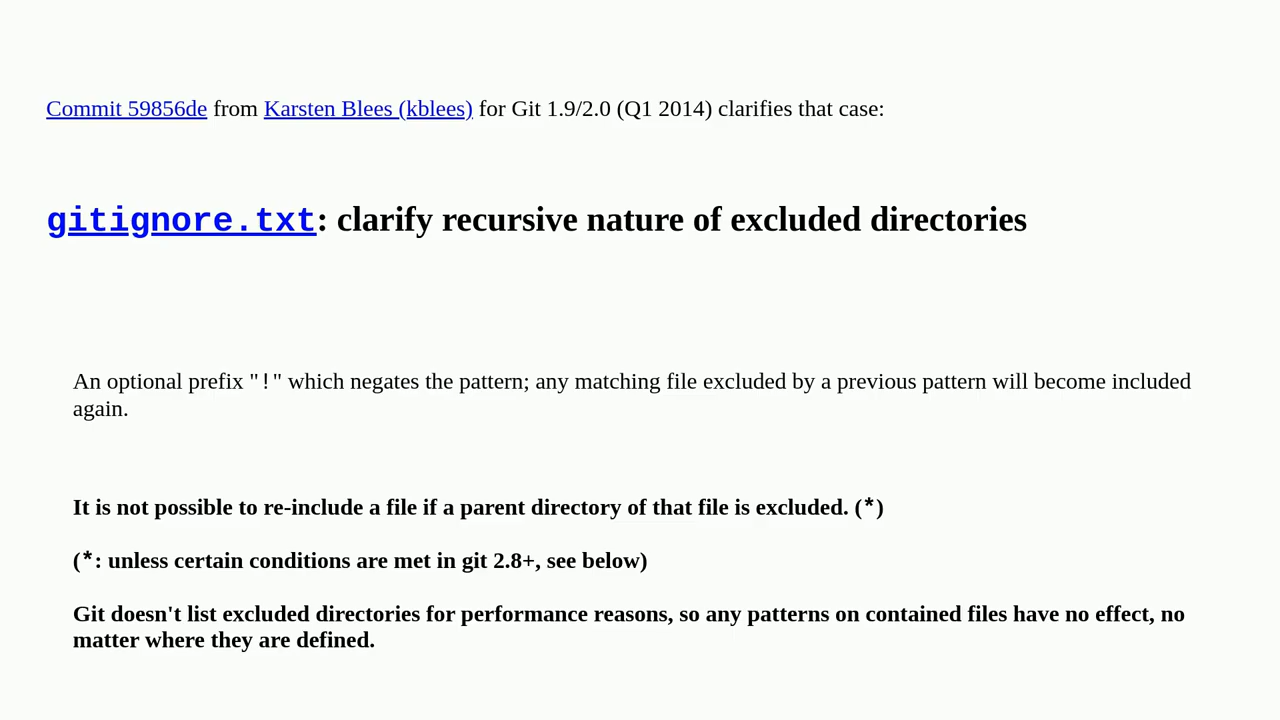 Commit 59856de from Karsten Blees (kblees) for Git 1.9/2.0 (Q1 2014) clarifies that case:
gitignore.txt: clarify recursive nature of excluded directories
An optional prefix "!" which negates the pattern; any matching file excluded by a previous pattern will become included
again.
It is not possible to re-include a file if a parent directory of that file is excluded. (*)
(*: unless certain conditions are met in git 2.8+, see below)
Git doesn't list excluded directories for performance reasons, so any patterns on contained files have no effect, no
matter where they are defined.